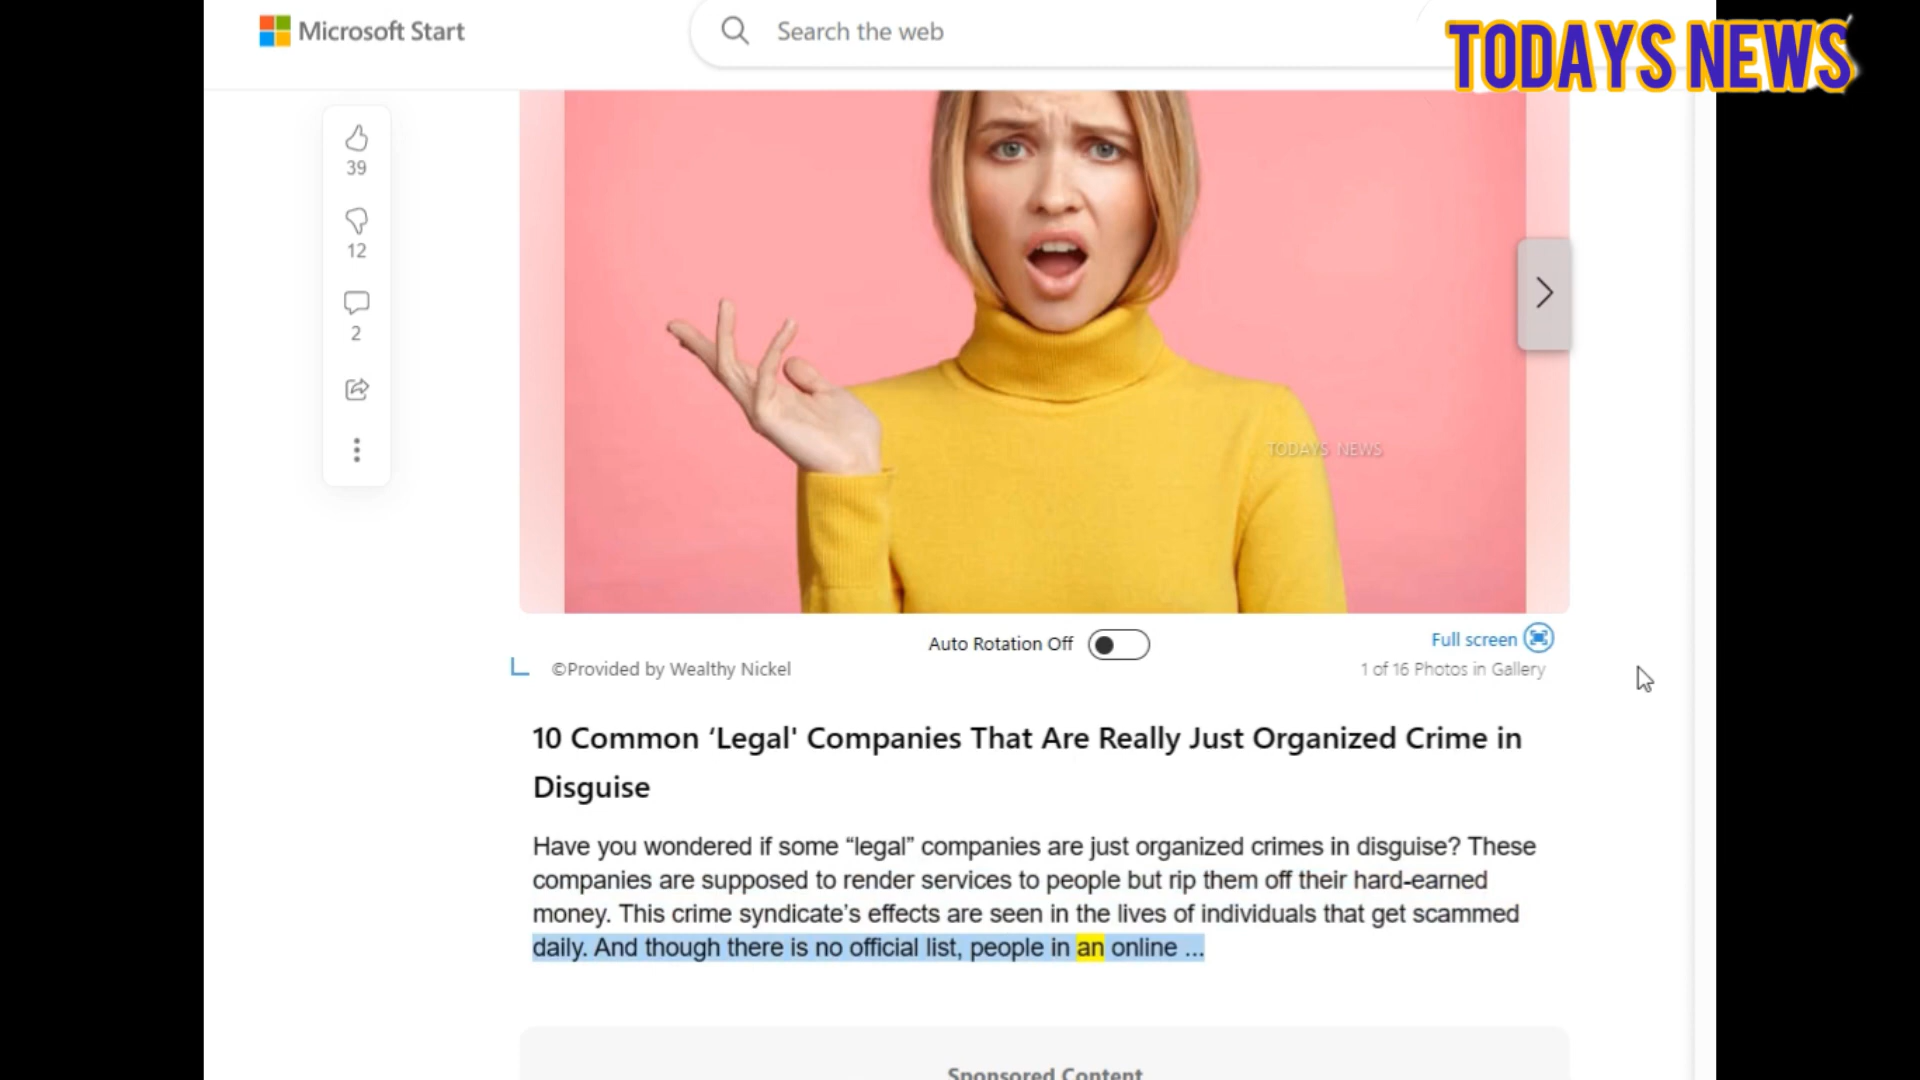 Microsoft Start
Search the web
TODAYS NEWS
39
12
2
TODAYS NEWS
Auto Rotation Off
Full screen
©Provided by Wealthy Nickel
1 of 16 Photos in Gallery
10 Common ‘Legal' Companies That Are Really Just Organized Crime in
Disguise
Have you wondered if some “legal” companies are just organized crimes in disguise? These
companies are supposed to render services to people but rip them off their hard-earned
money. This crime syndicate’s effects are seen in the lives of individuals that get scammed
daily. And though there is no official list, people in an online ...
Sponsored Content